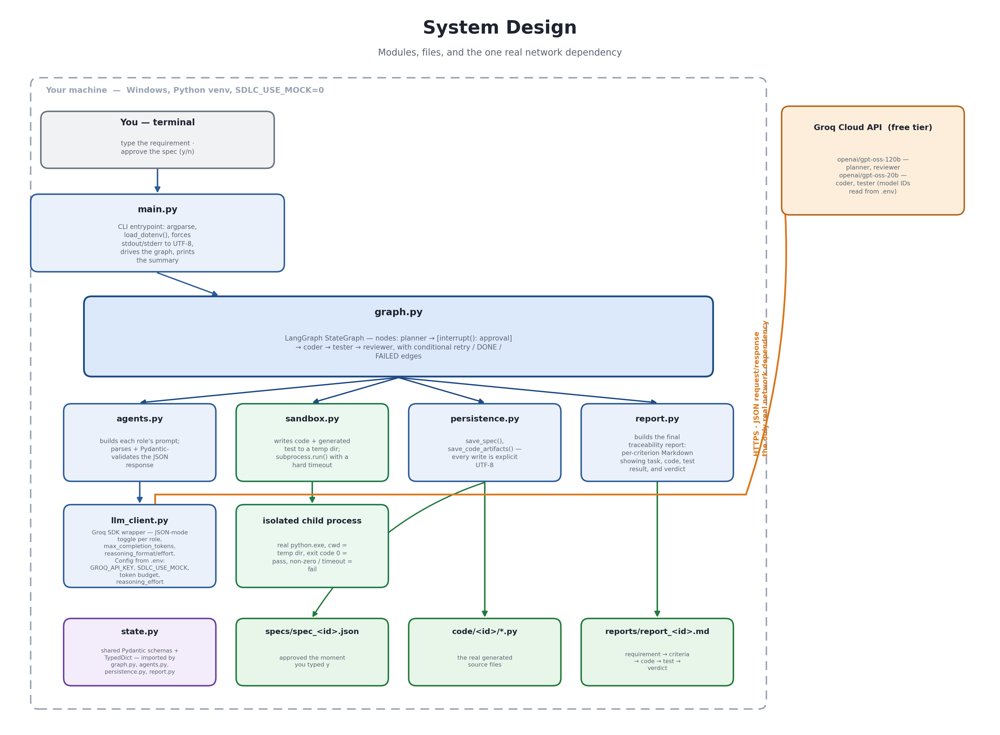 System Design
Modules, files, and the one real network dependency
Your machine — Windows, Python venv, SDLC_USE_MOCK=0
You — terminal
type the requirement ·
approve the spec (y/n)
Groq Cloud API (free tier)
openai/gpt-oss-120b —
planner, reviewer
openai/gpt-oss-20b —
coder, tester (model IDs
read from .env)
main.py
CLI entrypoint: argparse,
load_dotenv(), forces
stdout/stderr to UTF-8,
drives the graph, prints
the summary
graph.py
LangGraph StateGraph — nodes: planner → [interrupt(): approval]
→ coder → tester → reviewer, with conditional retry / DONE /
FAILED edges
HTTPS · JSON request/response
the only real network dependency
agents.py
builds each role's prompt;
parses + Pydantic-
validates the JSON
response
sandbox.py
writes code + generated
test to a temp dir;
subprocess.run() with a
hard timeout
persistence.py
save_spec(),
save_code_artifacts() —
every write is explicit
UTF-8
report.py
builds the final
traceability report:
per-criterion Markdown
showing task, code, test
result, and verdict
llm_client.py
Groq SDK wrapper — JSON-mode
toggle per role,
max_completion_tokens,
reasoning_format/effort.
Config from .env:
GROQ_API_KEY, SDLC_USE_MOCK,
token budget,
reasoning_effort
isolated child process
real python.exe, cwd =
temp dir, exit code 0 =
pass, non-zero / timeout =
fail
state.py
shared Pydantic schemas +
TypedDict — imported by
graph.py, agents.py,
persistence.py, report.py
specs/spec_<id>.json
approved the moment
you typed y
code/<id>/*.py
the real generated
source files
reports/report_<id>.md
requirement → criteria
→ code → test →
verdict